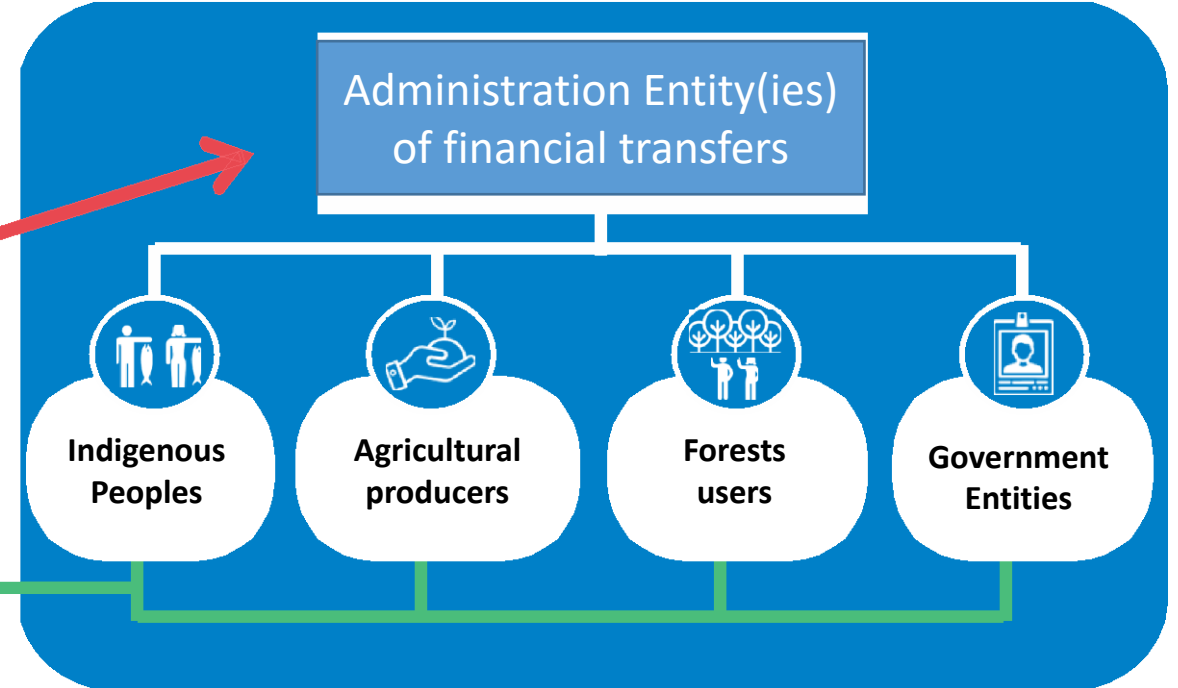 Administration Entity(ies)
of financial transfers
Indigenous
Peoples
Agricultural
producers
Forests
users
Government
Entities